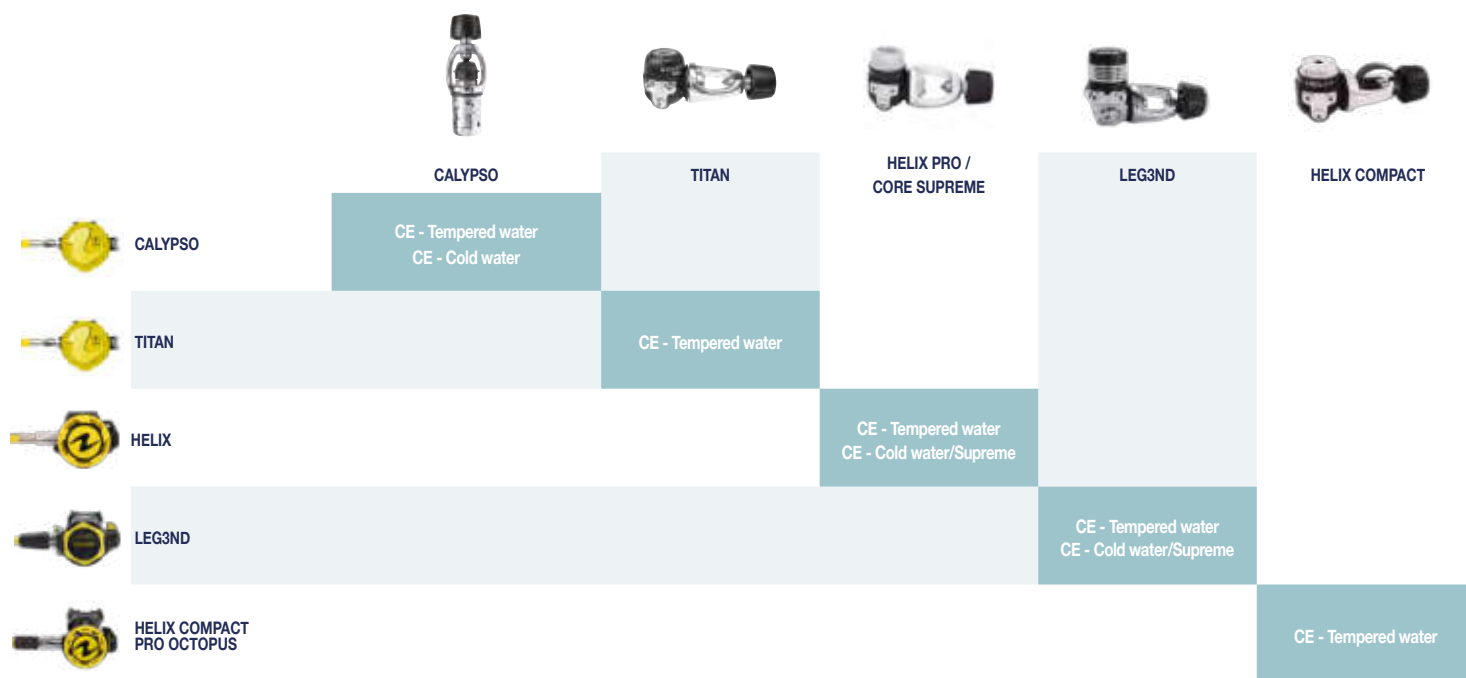 CALYPSO
TITAN
HELIX PRO /
CORE SUPREME
LEG3ND
HELIX COMPACT
CALYPSO
CE - Tempered water
CE - Cold water
TITAN
CE - Tempered water
HELIX
CE - Tempered water
CE - Cold water/Supreme
LEG3ND
CE - Tempered water
CE - Cold water/Supreme
HELIX COMPACT
PRO OCTOPUS
CE - Tempered water